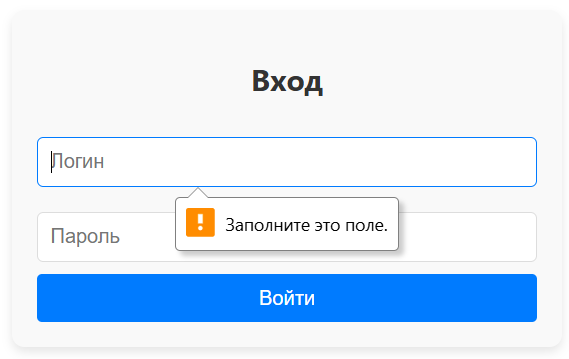 Вход
Логин
Заполните это поле.
Пароль
Войти